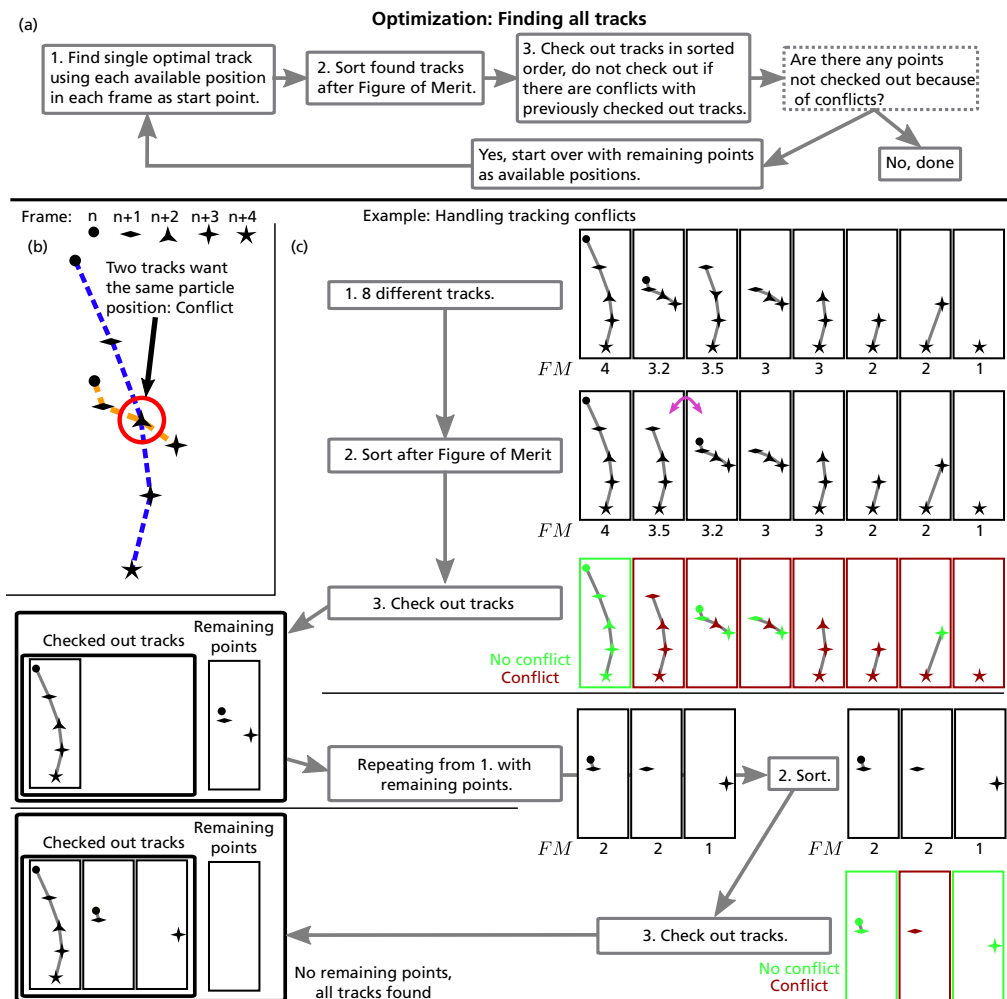 Optimization: Finding all tracks
(a)
1. Find single optimal track
using each available position
in each frame as start point.
2. Sort found tracks
after Figure of Merit.
3. Check out tracks in sorted
order, do not check out if
there are conflicts with
previously checked out tracks.
Are there any points
not checked out because
of conflicts?
Yes, start over with remaining points
as available positions.
No, done
Frame: n n+1 n+2 n+3 n+4
(b)
Two tracks want
the same particle
position: Conflict
Example: Handling tracking conflicts
(c)
1. 8 different tracks.
FM 4 3.2 3.5 3 3 2 2 1
2. Sort after Figure of Merit
FM 4 3.5 3.2 3 3 2 2 1
3. Check out tracks
No conflict
Conflict
Checked out tracks
Remaining
points
Repeating from 1. with
remaining points.
FM 2 2 1
2. Sort.
FM 2 2 1
Checked out tracks
Remaining
points
3. Check out tracks.
No conflict
Conflict
No remaining points,
all tracks found